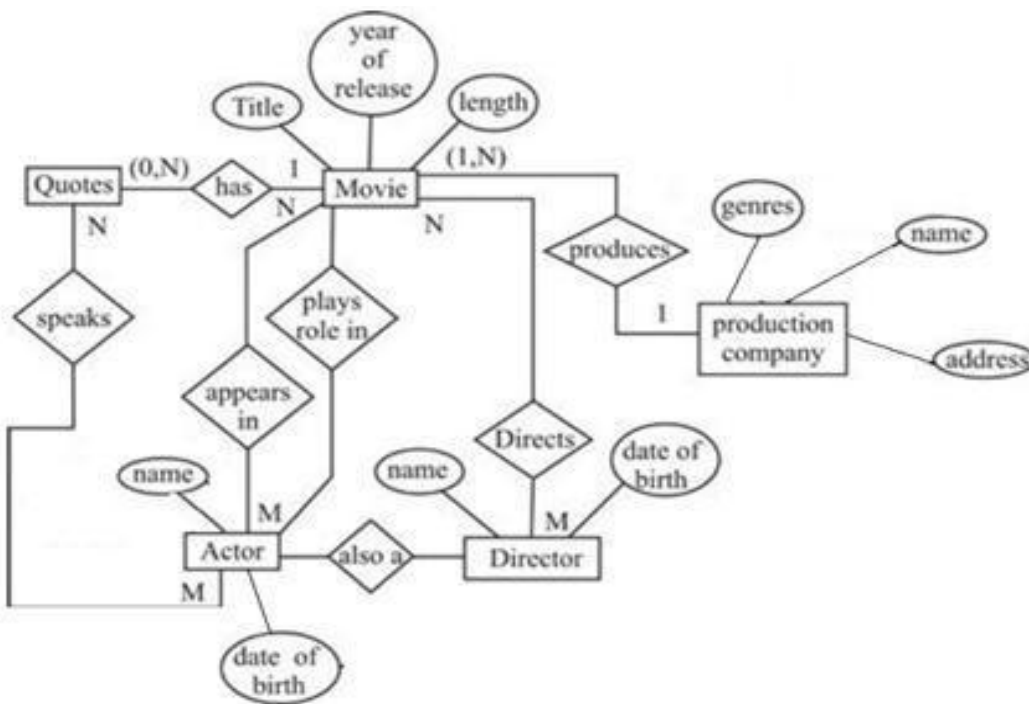 year
of
release
Title
length
(0,N)
1
(1,N)
Quotes
has
Movie
N
N
N
genres
name
produces
speaks
plays
role in
1
production
company
address
appears
in
Directs
date of
birth
name
name
M
M
Actor
also a
Director
M
date of
birth